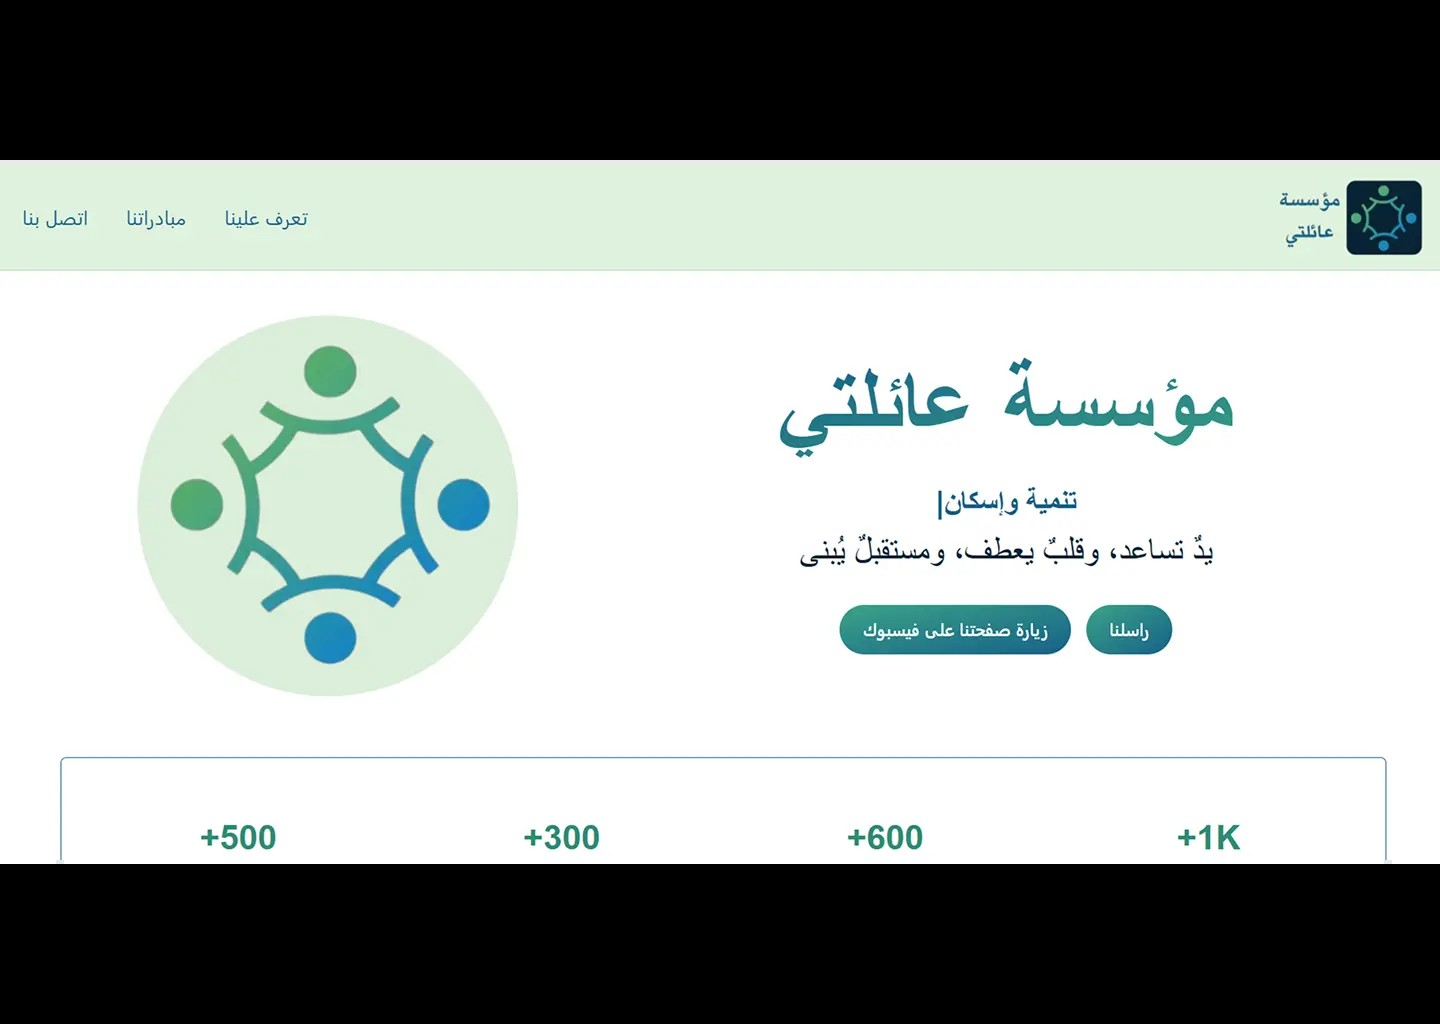 مؤسسة
عائلتي
تعرف علينا
مبادراتنا
اتصل بنا
مؤسسة عائلتي
تنمية وإسكان|
يدٌ تساعد، وقلبٌ يعطف، ومستقبلٌ يُبنى
راسلنا
زيارة صفحتنا على فيسبوك
+1K
+600
+300
+500